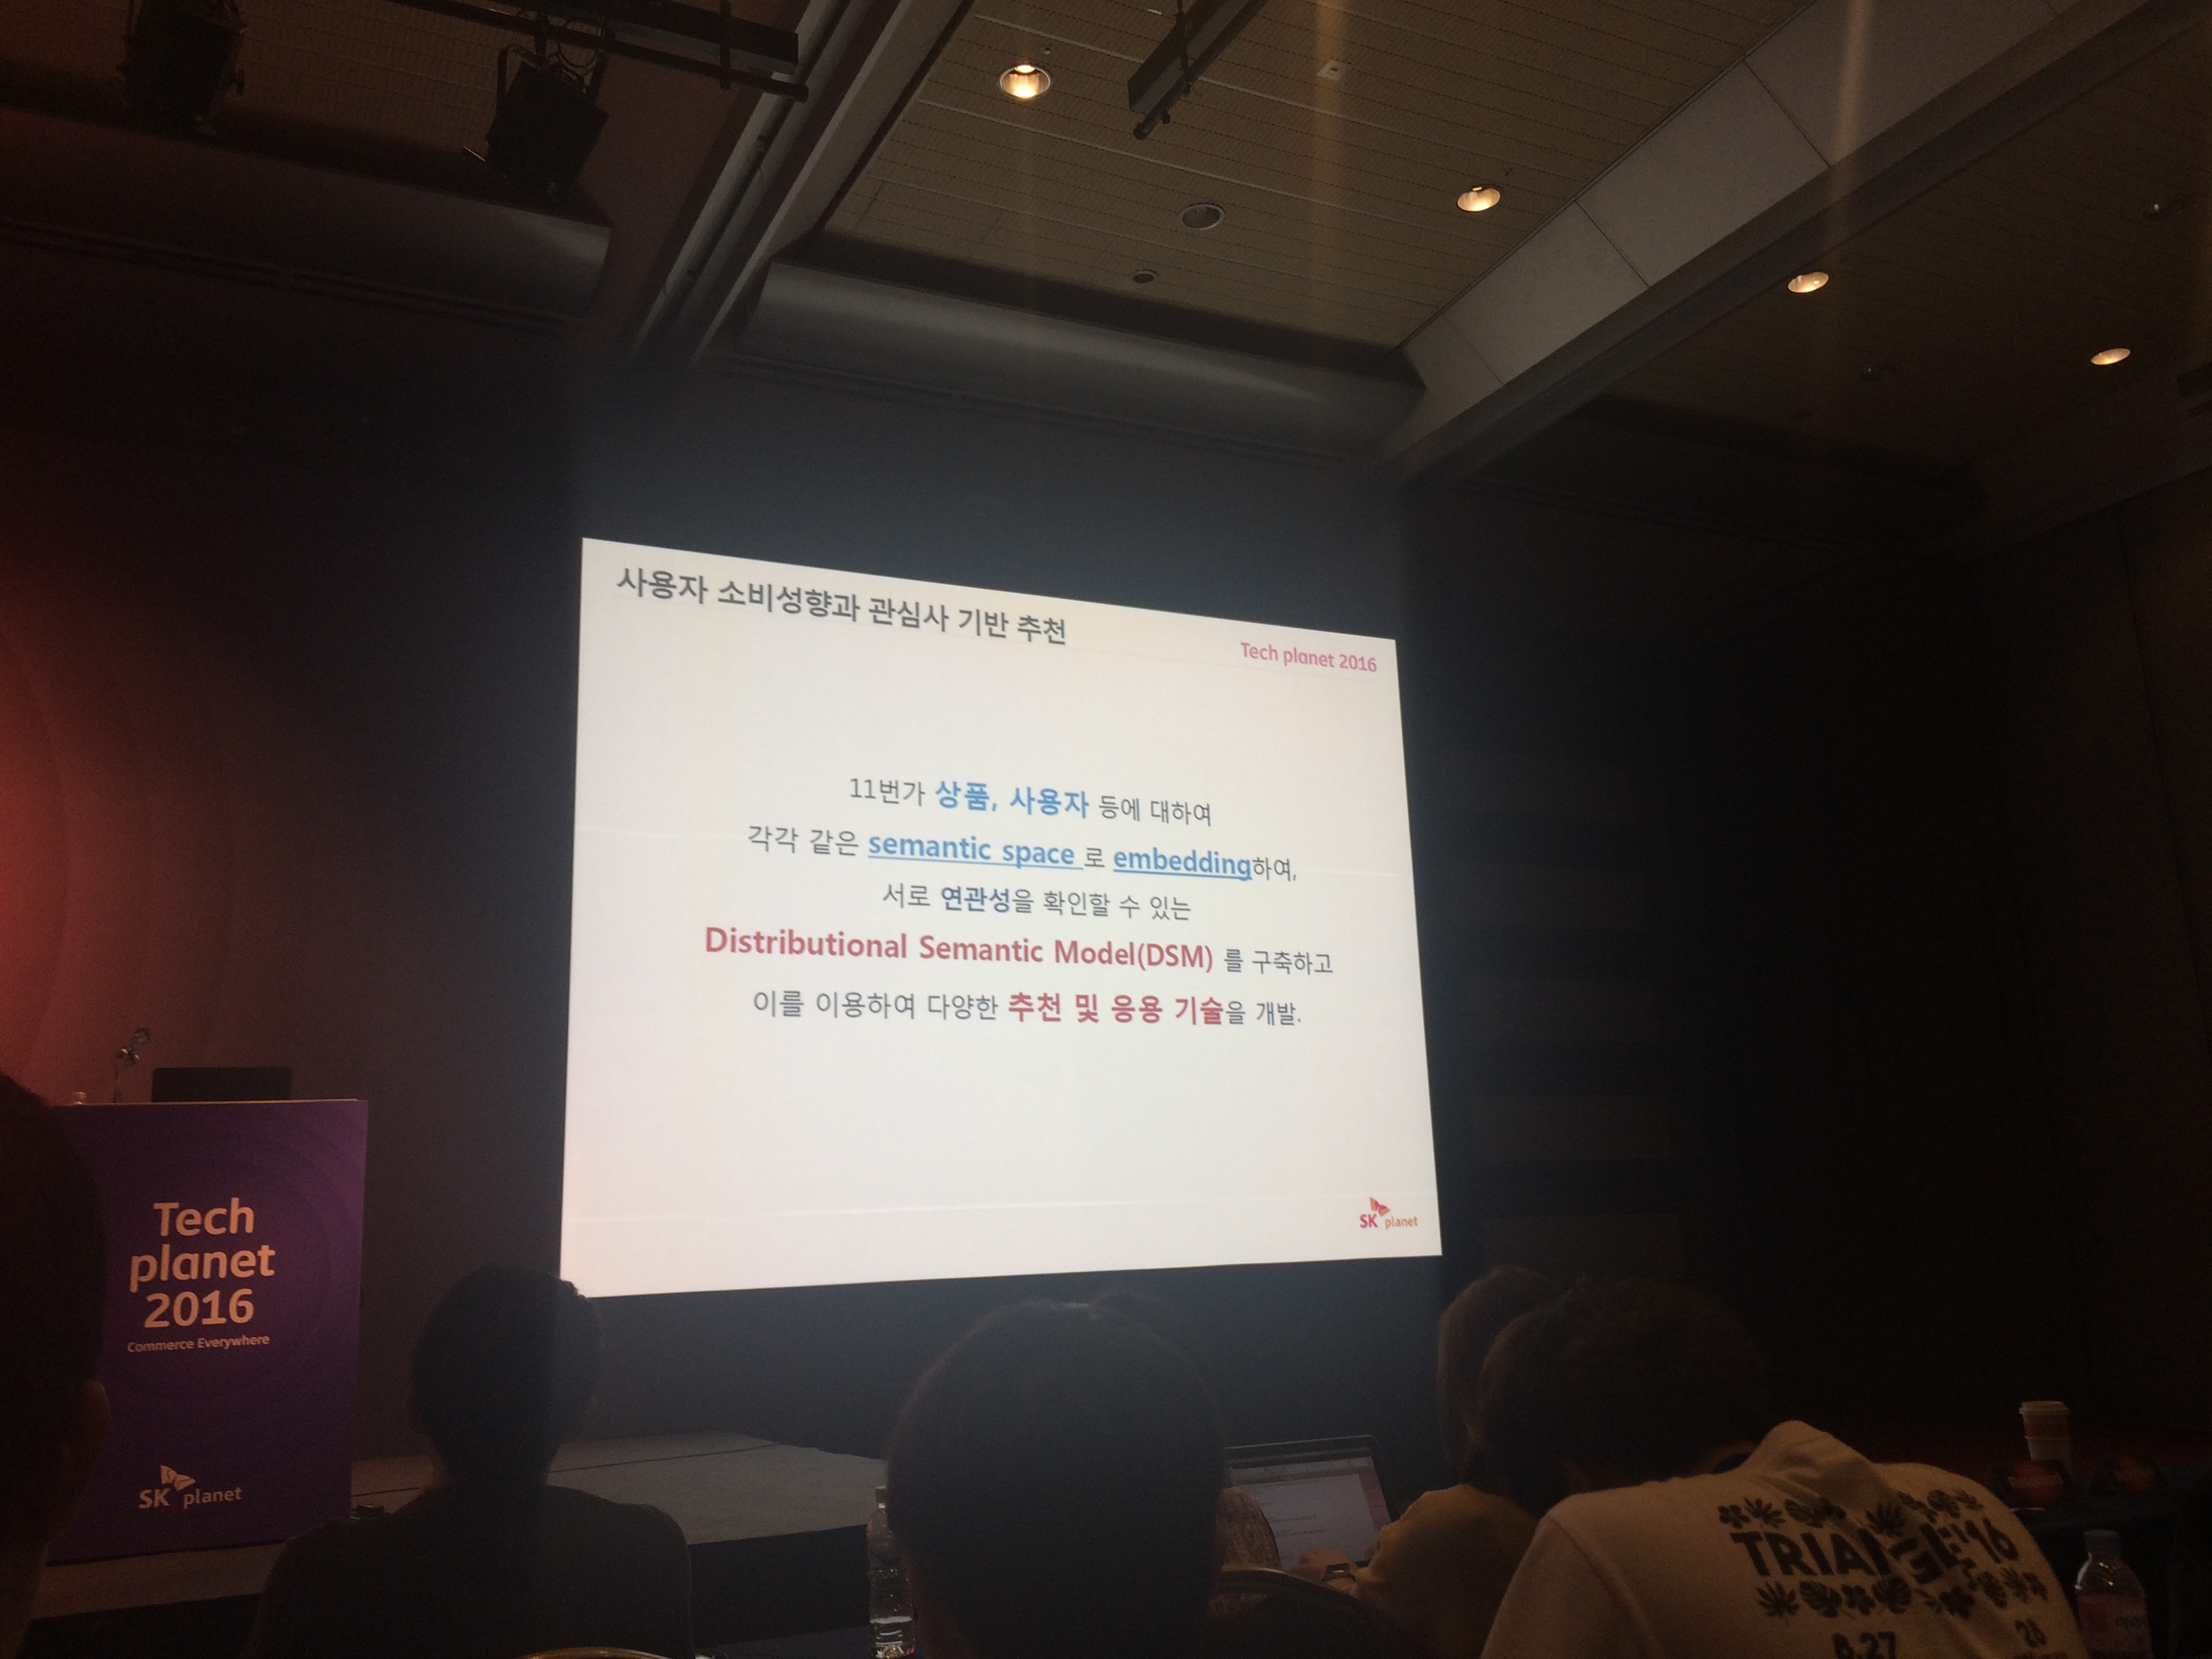 사용자 소비성향과 관심사 기반 추천
Tech planet 2016
11번가 상품, 사용자 등에 대하여
각각 같은 semantic space 로 embedding하여,
서로 연관성을 확인할 수 있는
Distributional Semantic Model(DSM) 를 구축하고
이를 이용하여 다양한 추천 및 응용 기술을 개발.
SK planet
Tech
planet
2016
Commerce Everywhere
SK planet
TRIANGLE'16
8.27
28